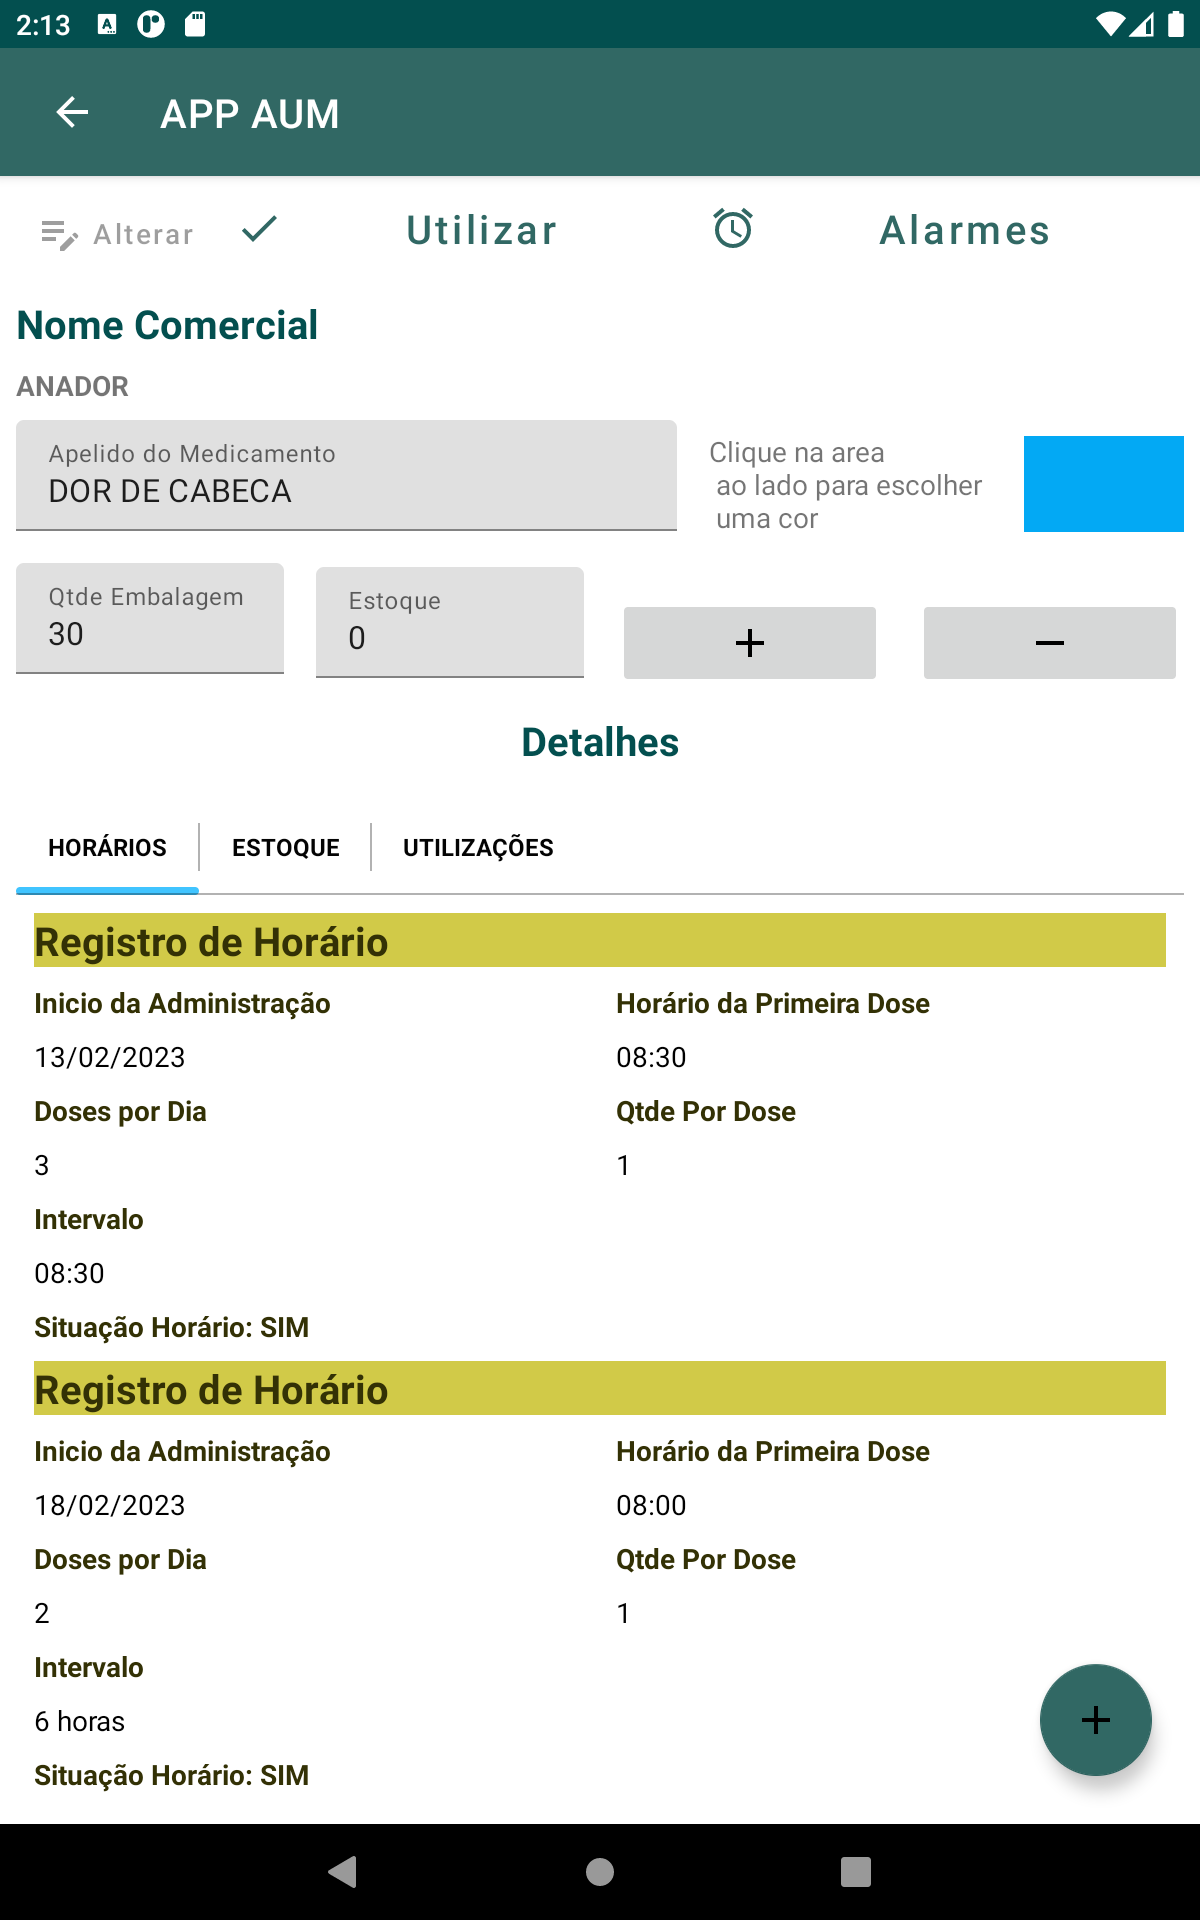 2:13
APP AUM
Alterar
Utilizar
Alarmes
Nome Comercial
ANADOR
Apelido do Medicamento
DOR DE CABECA
Clique na area
ao lado para escolher
uma cor
Qtde Embalagem
30
Estoque
0
+
−
Detalhes
HORÁRIOS
ESTOQUE
UTILIZAÇÕES
Registro de Horário
Inicio da Administração
Horário da Primeira Dose
13/02/2023
08:30
Doses por Dia
Qtde Por Dose
3
1
Intervalo
08:30
Situação Horário: SIM
Registro de Horário
Inicio da Administração
Horário da Primeira Dose
18/02/2023
08:00
Doses por Dia
Qtde Por Dose
2
1
Intervalo
6 horas
+
Situação Horário: SIM